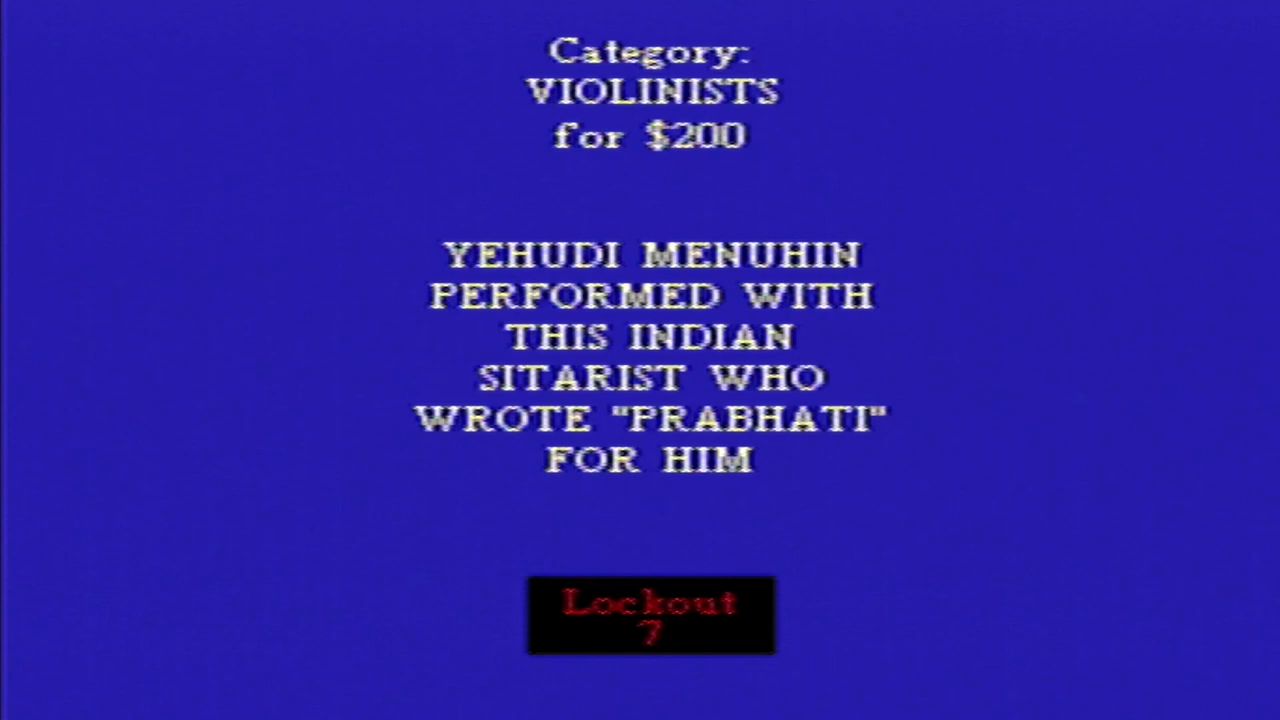 Category:
VIOLINISTS
for $200
YEHUDI MENUHIN
PERFORMED WITH
THIS INDIAN
SITARIST WHO
WROTE "PRABHATI"
FOR HIM
Lockout
7